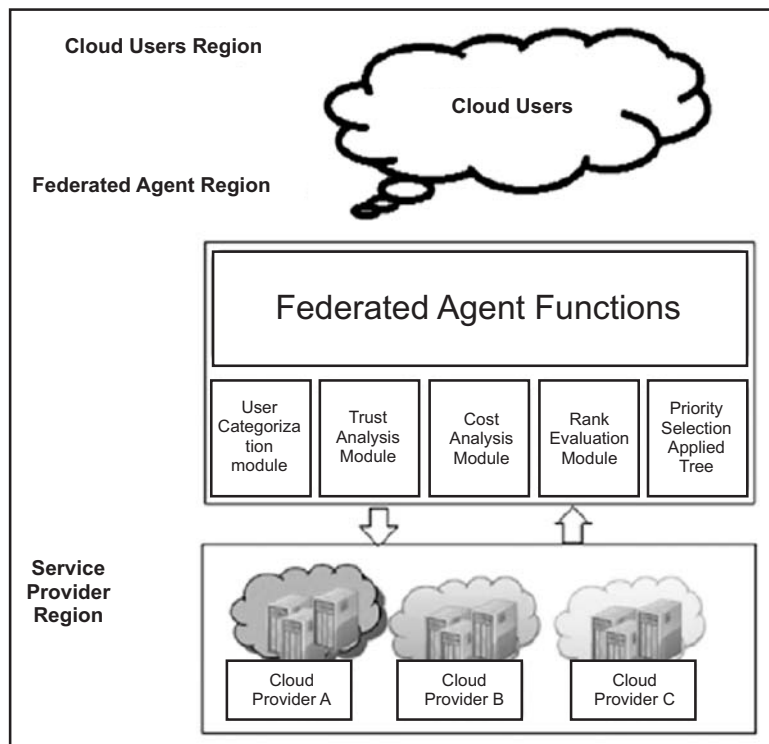 Cloud Users Region
Cloud Users
Federated Agent Region
Federated Agent Functions
User
Categoriza
tion
module
Trust
Analysis
Module
Cost
Analysis
Module
Rank
Evaluation
Module
Priority
Selection
Applied
Tree
Service
Provider
Region
Cloud
Provider A
Cloud
Provider B
Cloud
Provider C